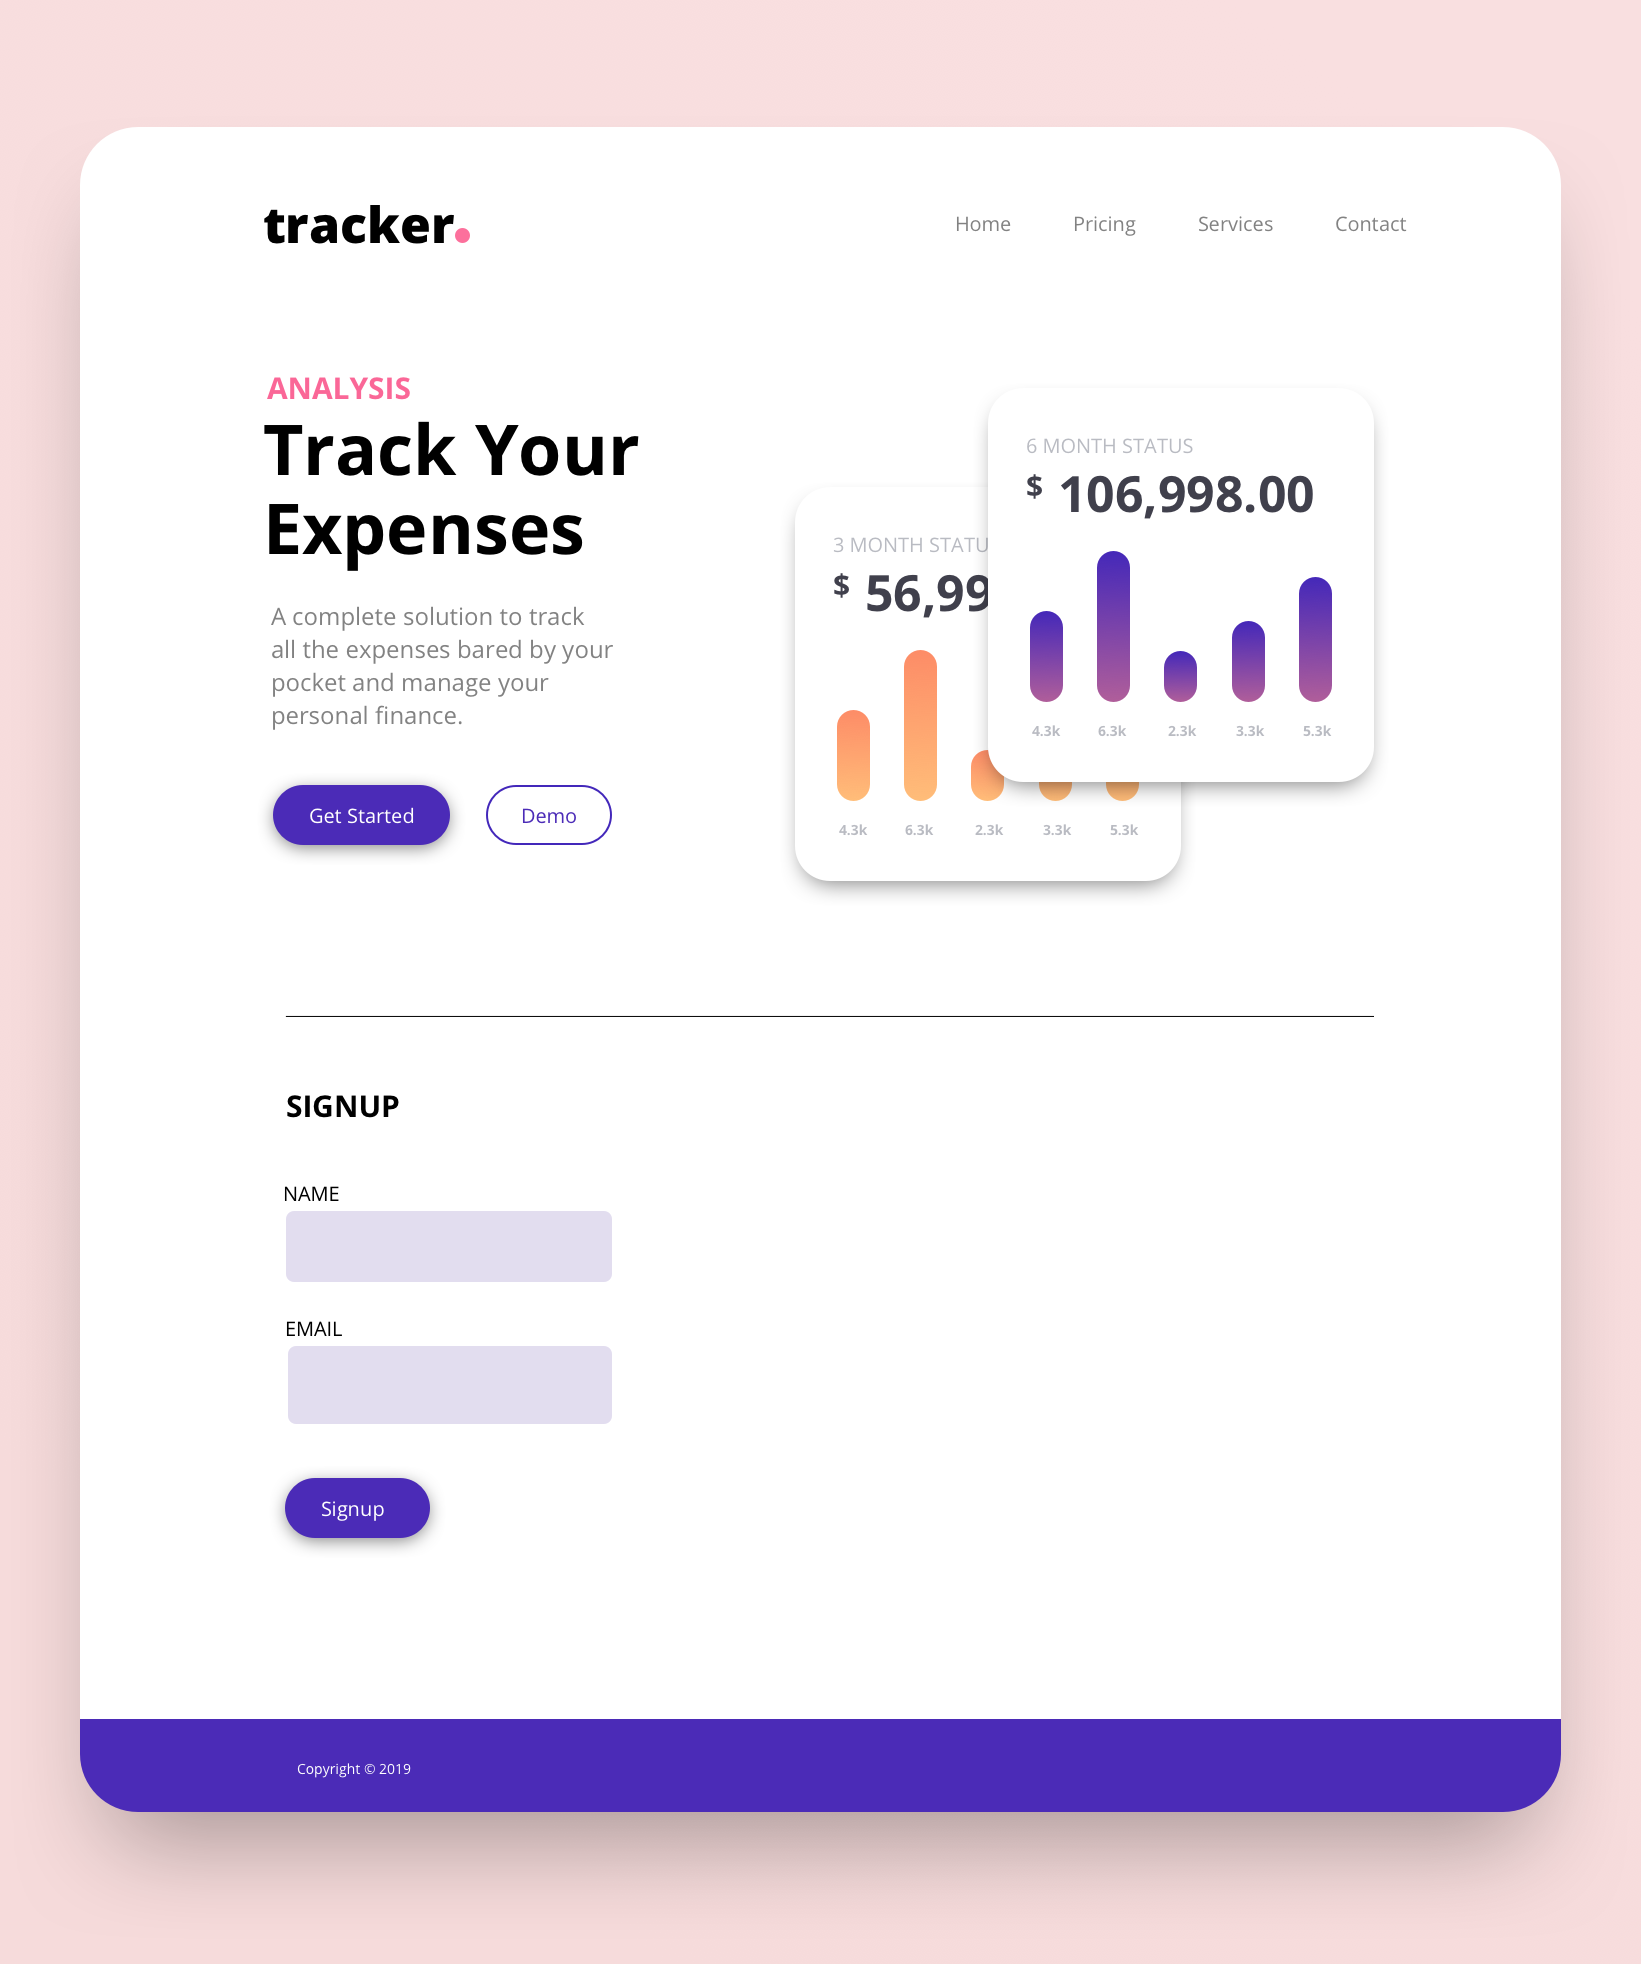 tracker.
Home Pricing Services Contact
ANALYSIS
Track Your
Expenses
A complete solution to track
all the expenses bared by your
pocket and manage your
personal finance.
Get Started Demo
6 MONTH STATUS
$ 106,998.00
4.3k 6.3k 2.3k 3.3k 5.3k
3 MONTH STATU
$ 56,99
4.3k 6.3k 2.3k 3.3k 5.3k
SIGNUP
NAME
EMAIL
Signup
Copyright © 2019